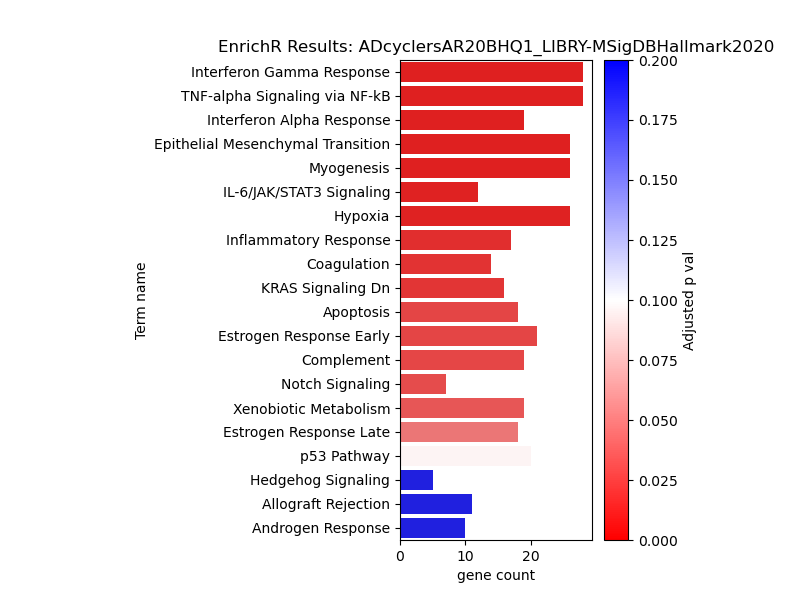 EnrichR Results: ADcyclersAR20BHQ1_LIBRY-MSigDBHallmark2020
Term name
Interferon Gamma Response
TNF-alpha Signaling via NF-kB
Interferon Alpha Response
Epithelial Mesenchymal Transition
Myogenesis
IL-6/JAK/STAT3 Signaling
Hypoxia
Inflammatory Response
Coagulation
KRAS Signaling Dn
Apoptosis
Estrogen Response Early
Complement
Notch Signaling
Xenobiotic Metabolism
Estrogen Response Late
p53 Pathway
Hedgehog Signaling
Allograft Rejection
Androgen Response
0 10 20
gene count
0.200
0.175
0.150
0.125
0.100
0.075
0.050
0.025
0.000
Adjusted p val